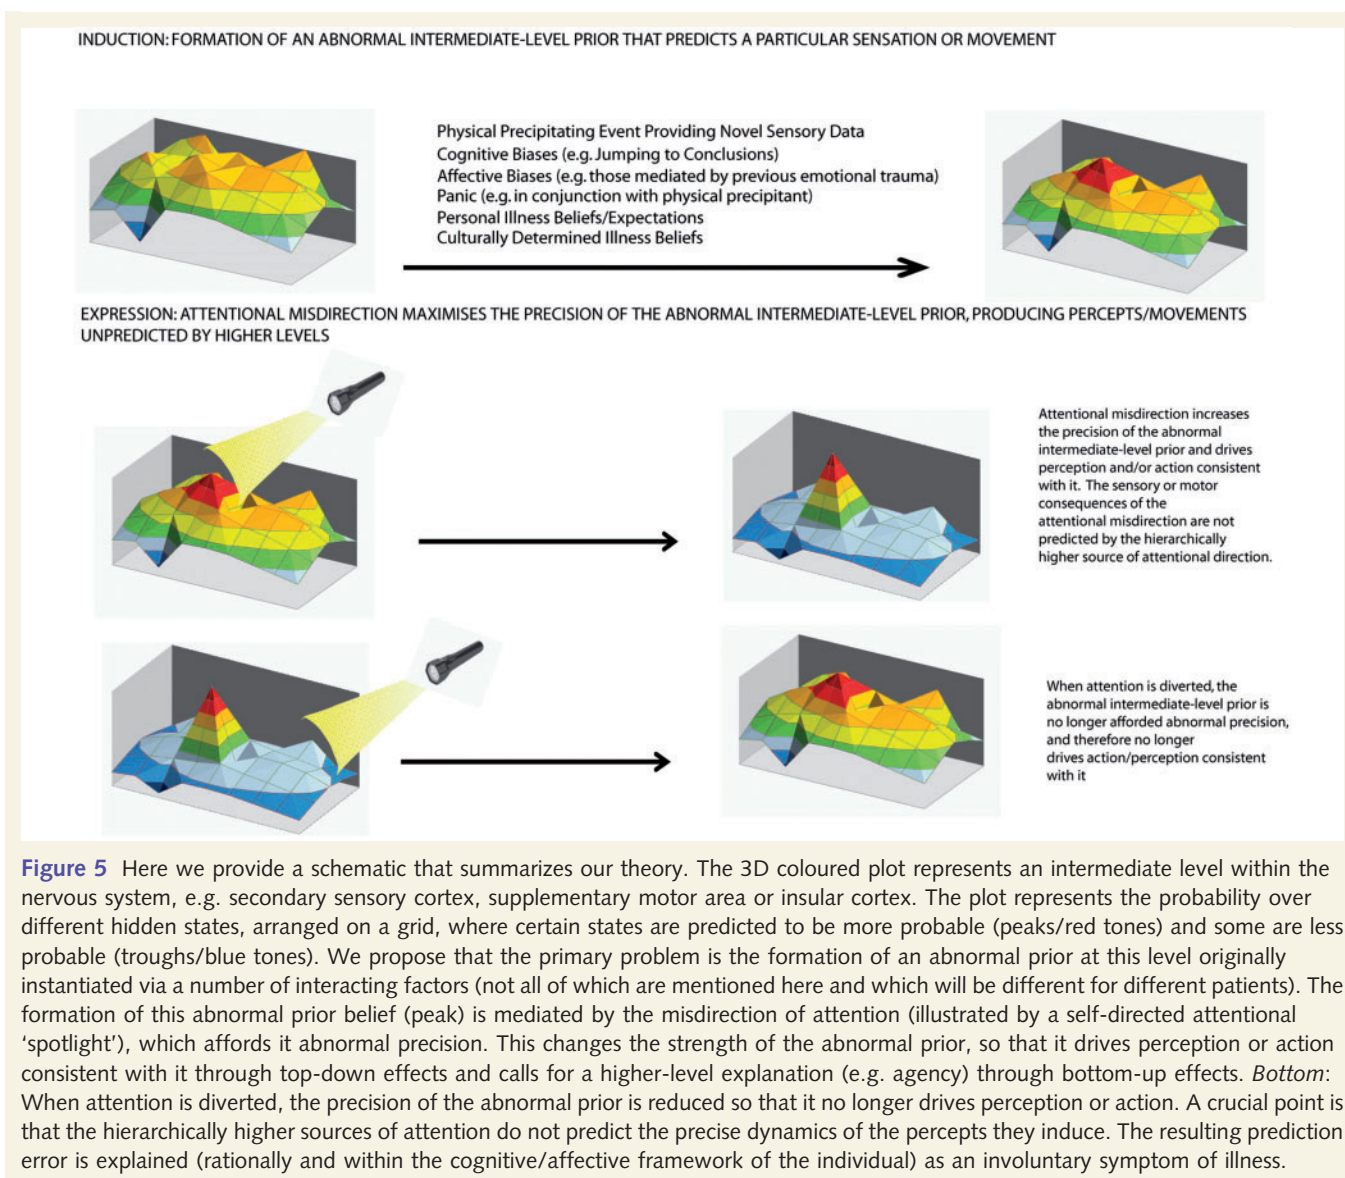 INDUCTION: FORMATION OF AN ABNORMAL INTERMEDIATE-LEVEL PRIOR THAT PREDICTS A PARTICULAR SENSATION OR MOVEMENT
Physical Precipitating Event Providing Novel Sensory Data
Cognitive Biases (e.g. Jumping to Conclusions)
Affective Biases (e.g. those mediated by previous emotional trauma)
Panic (e.g. in conjunction with physical precipitant)
Personal Illness Beliefs/Expectations
Culturally Determined Illness Beliefs
EXPRESSION: ATTENTIONAL MISDIRECTION MAXIMISES THE PRECISION OF THE ABNORMAL INTERMEDIATE-LEVEL PRIOR, PRODUCING PERCEPTS/MOVEMENTS
UNPREDICTED BY HIGHER LEVELS
Attentional misdirection increases
the precision of the abnormal
intermediate-level prior and drives
perception and/or action consistent
with it. The sensory or motor
consequences of the
attentional misdirection are not
predicted by the hierarchically
higher source of attentional direction.
When attention is diverted, the
abnormal intermediate-level prior is
no longer afforded abnormal precision,
and therefore no longer
drives action/perception consistent
with it
Figure 5 Here we provide a schematic that summarizes our theory. The 3D coloured plot represents an intermediate level within the
nervous system, e.g. secondary sensory cortex, supplementary motor area or insular cortex. The plot represents the probability over
different hidden states, arranged on a grid, where certain states are predicted to be more probable (peaks/red tones) and some are less
probable (troughs/blue tones). We propose that the primary problem is the formation of an abnormal prior at this level originally
instantiated via a number of interacting factors (not all of which are mentioned here and which will be different for different patients). The
formation of this abnormal prior belief (peak) is mediated by the misdirection of attention (illustrated by a self-directed attentional
'spotlight'), which affords it abnormal precision. This changes the strength of the abnormal prior, so that it drives perception or action
consistent with it through top-down effects and calls for a higher-level explanation (e.g. agency) through bottom-up effects. Bottom:
When attention is diverted, the precision of the abnormal prior is reduced so that it no longer drives perception or action. A crucial point is
that the hierarchically higher sources of attention do not predict the precise dynamics of the percepts they induce. The resulting prediction
error is explained (rationally and within the cognitive/affective framework of the individual) as an involuntary symptom of illness.